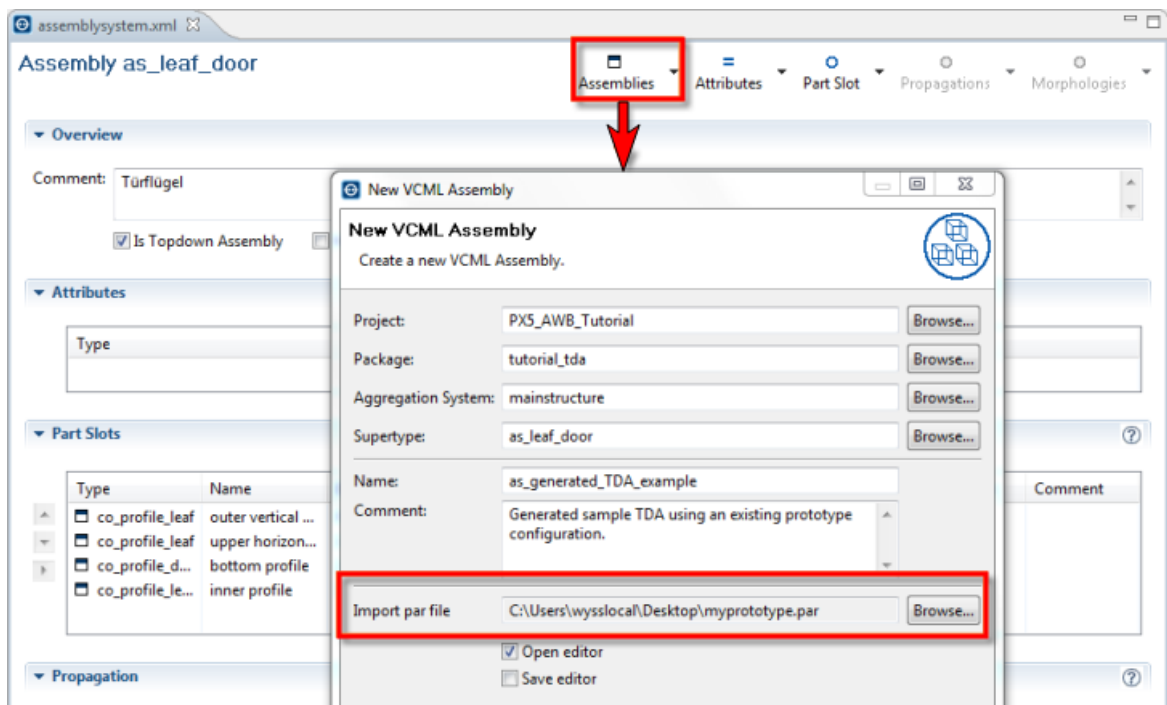 assemblysystem.xml
Assembly as_leaf_door
Assemblies
Attributes
Part Slot
Propagations
Morphologies
Overview
Comment:
Türflügel
Is Topdown Assembly
Attributes
Type
Part Slots
Type Name Comment
co_profile_leaf outer vertical ...
co_profile_leaf upper horizon...
co_profile_d... bottom profile
co_profile_le... inner profile
Propagation
New VCML Assembly
New VCML Assembly
Create a new VCML Assembly.
Project: PX5_AWB_Tutorial Browse...
Package: tutorial_tda
Aggregation System: mainstructure Browse...
Supertype: as_leaf_door Browse...
Name: as_generated_TDA_example
Comment: Generated sample TDA using an existing prototype
configuration.
Import par file C:\Users\wysslocal\Desktop\myprototype.par Browse...
Open editor
Save editor